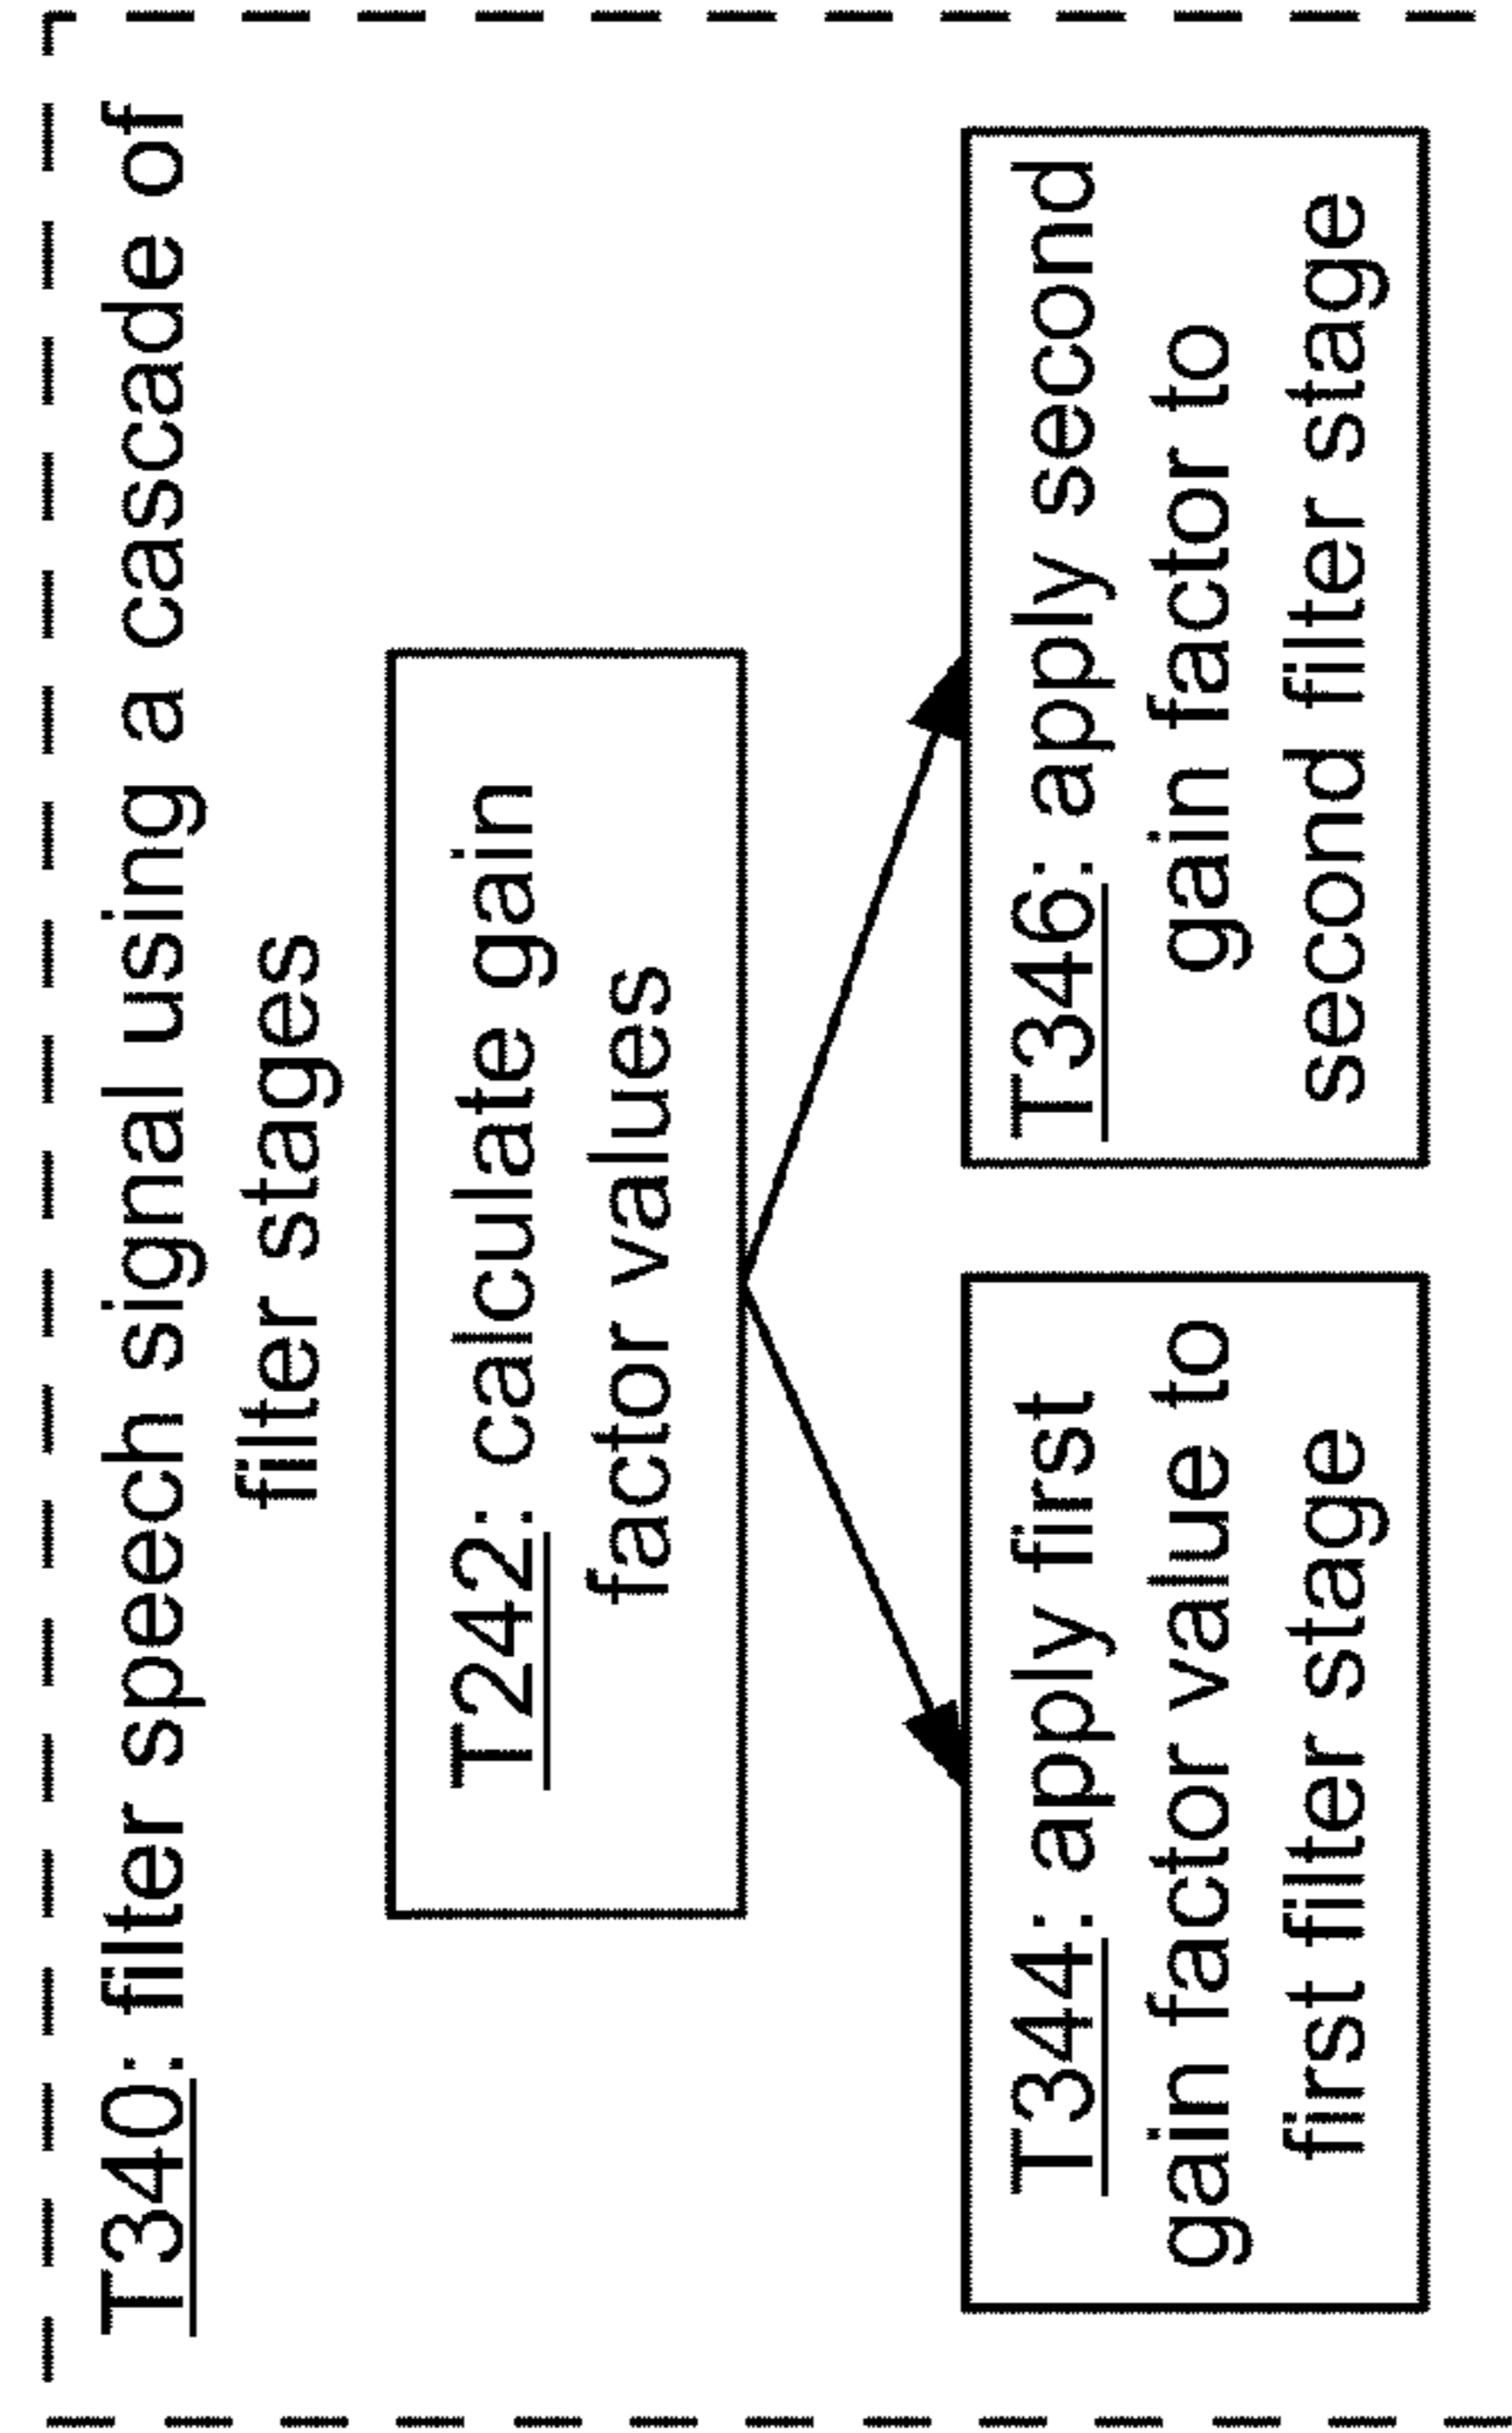 T340: filter speech signal using a cascade of
filter stages
T242: calculate gain
factor values
T344: apply first
gain factor value to
first filter stage
T346: apply second
gain factor to
second filter stage